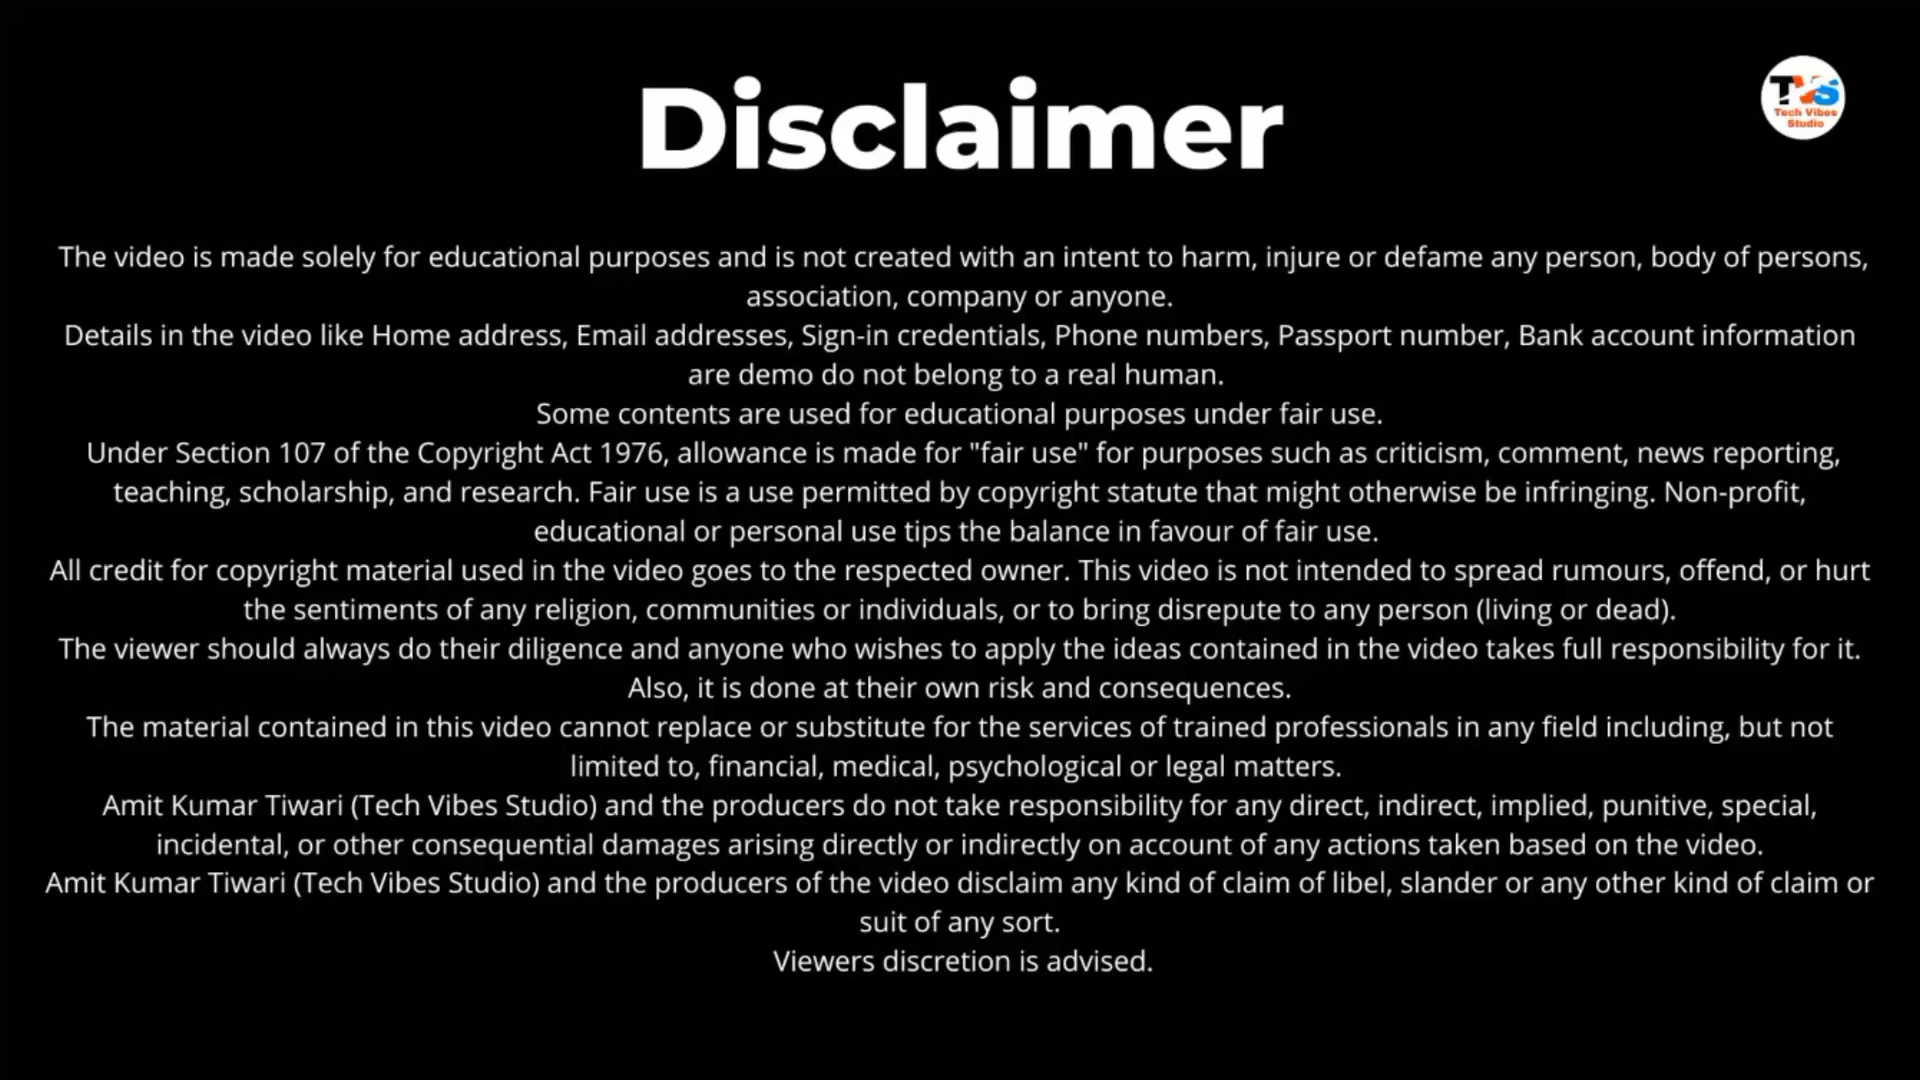 Disclaimer
TVS
Tech Vibes
Studio
The video is made solely for educational purposes and is not created with an intent to harm, injure or defame any person, body of persons,
association, company or anyone.
Details in the video like Home address, Email addresses, Sign-in credentials, Phone numbers, Passport number, Bank account information
are demo do not belong to a real human.
Some contents are used for educational purposes under fair use.
Under Section 107 of the Copyright Act 1976, allowance is made for "fair use" for purposes such as criticism, comment, news reporting,
teaching, scholarship, and research. Fair use is a use permitted by copyright statute that might otherwise be infringing. Non-profit,
educational or personal use tips the balance in favour of fair use.
All credit for copyright material used in the video goes to the respected owner. This video is not intended to spread rumours, offend, or hurt
the sentiments of any religion, communities or individuals, or to bring disrepute to any person (living or dead).
The viewer should always do their diligence and anyone who wishes to apply the ideas contained in the video takes full responsibility for it.
Also, it is done at their own risk and consequences.
The material contained in this video cannot replace or substitute for the services of trained professionals in any field including, but not
limited to, financial, medical, psychological or legal matters.
Amit Kumar Tiwari (Tech Vibes Studio) and the producers do not take responsibility for any direct, indirect, implied, punitive, special,
incidental, or other consequential damages arising directly or indirectly on account of any actions taken based on the video.
Amit Kumar Tiwari (Tech Vibes Studio) and the producers of the video disclaim any kind of claim of libel, slander or any other kind of claim or
suit of any sort.
Viewers discretion is advised.